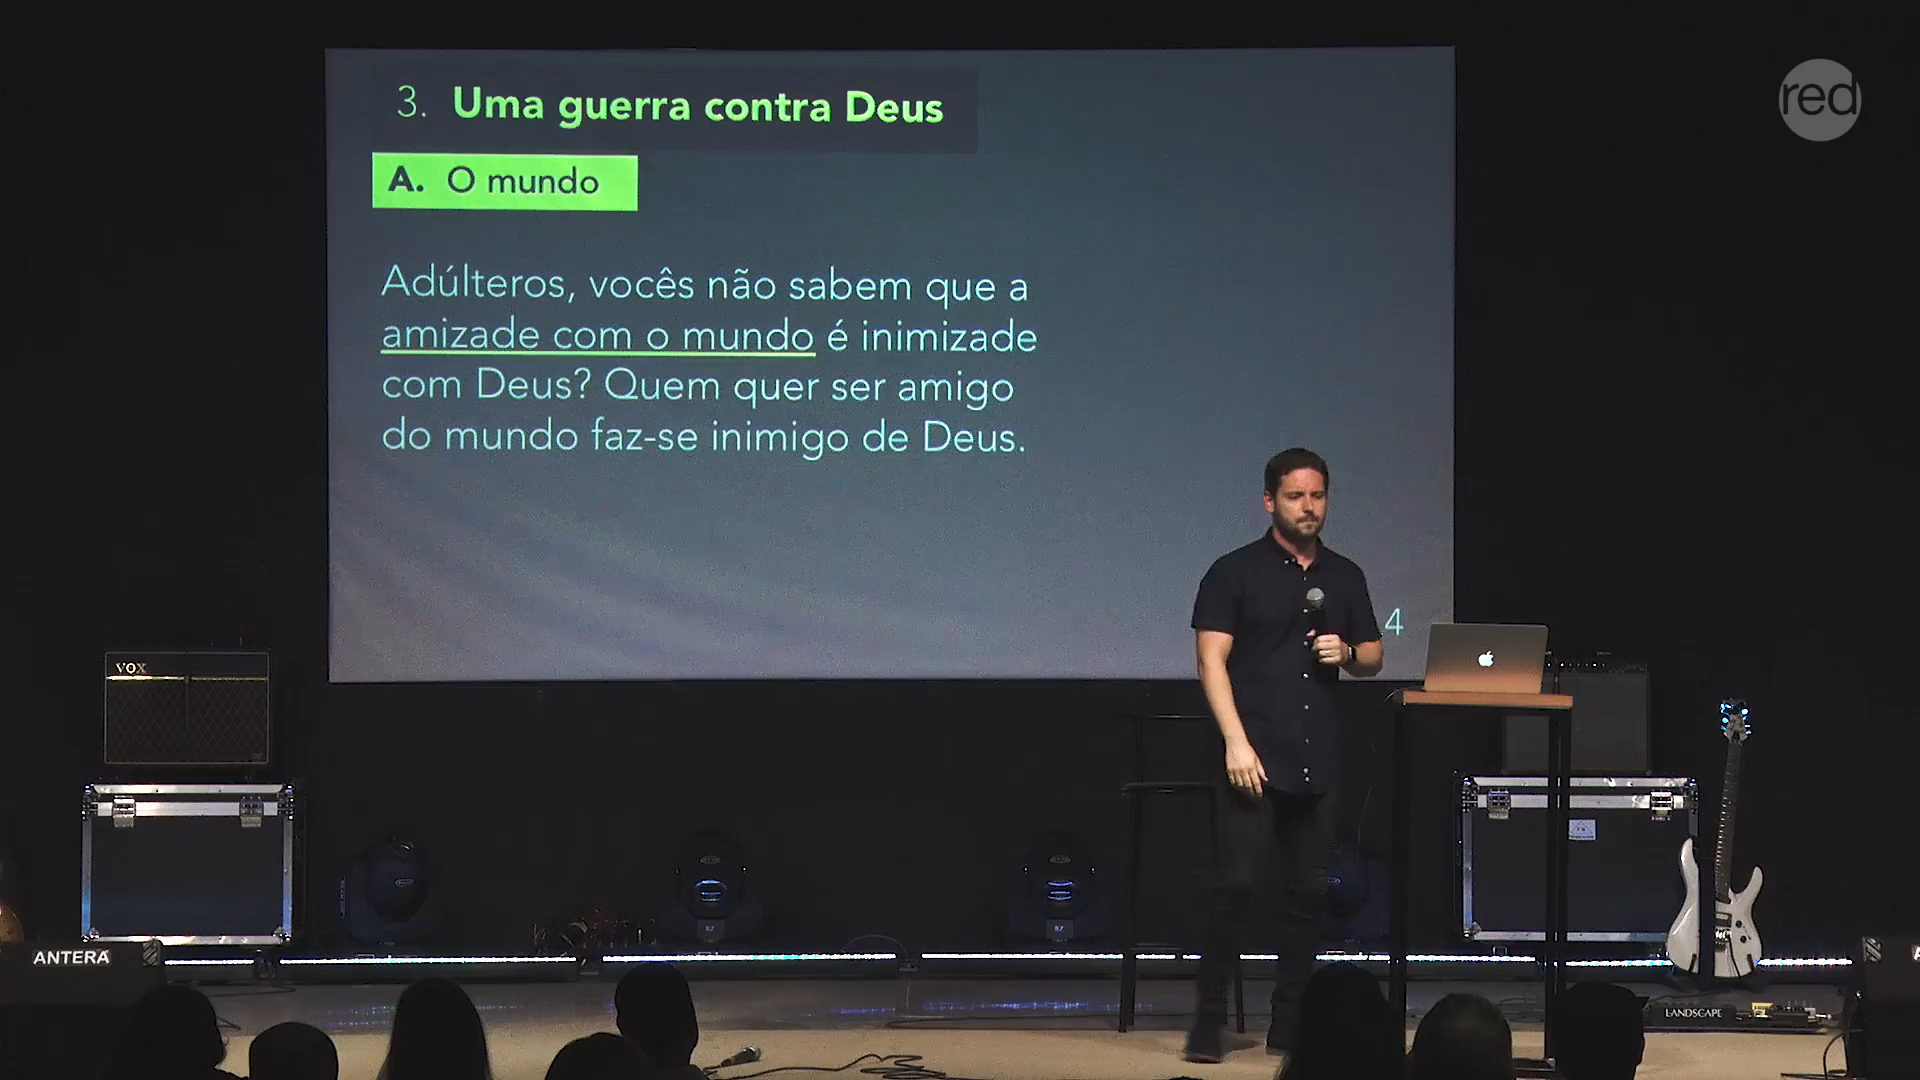 3. Uma guerra contra Deus
red
A. O mundo
Adúlteros, vocês não sabem que a
amizade com o mundo é inimizade
com Deus? Quem quer ser amigo
do mundo faz-se inimigo de Deus.
4
VOX
ANTERA
LANDSCAPE